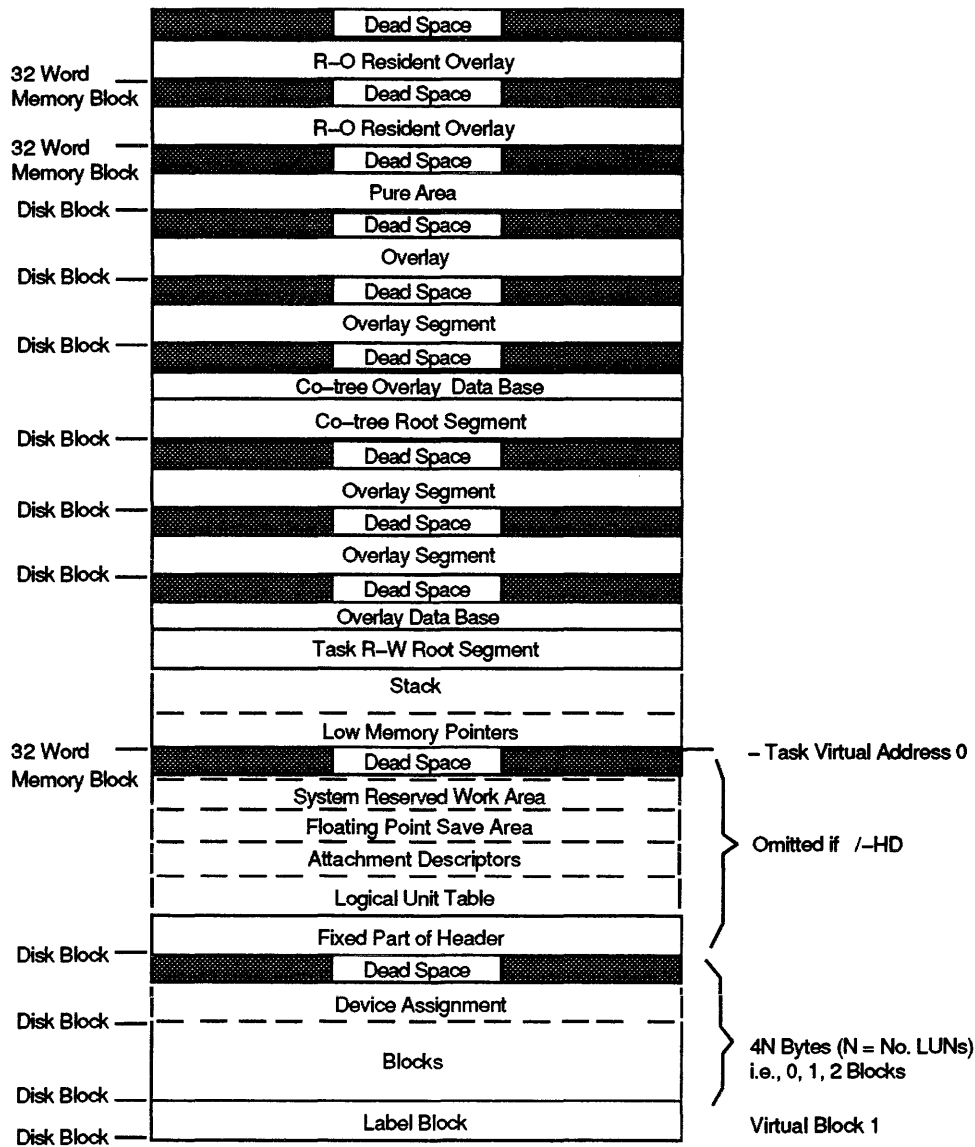 Dead Space
R–O Resident Overlay
32 Word
Memory Block
Dead Space
R–O Resident Overlay
32 Word
Memory Block
Dead Space
Pure Area
Disk Block
Dead Space
Overlay
Disk Block
Dead Space
Overlay Segment
Disk Block
Dead Space
Co–tree Overlay Data Base
Co–tree Root Segment
Disk Block
Dead Space
Overlay Segment
Disk Block
Dead Space
Overlay Segment
Disk Block
Dead Space
Overlay Data Base
Task R–W Root Segment
Stack
Low Memory Pointers
32 Word
Memory Block
Dead Space
– Task Virtual Address 0
System Reserved Work Area
Floating Point Save Area
Omitted if /–HD
Attachment Descriptors
Logical Unit Table
Fixed Part of Header
Disk Block
Dead Space
Device Assignment
Disk Block
4N Bytes (N = No. LUNs)
i.e., 0, 1, 2 Blocks
Blocks
Disk Block
Label Block
Virtual Block 1
Disk Block